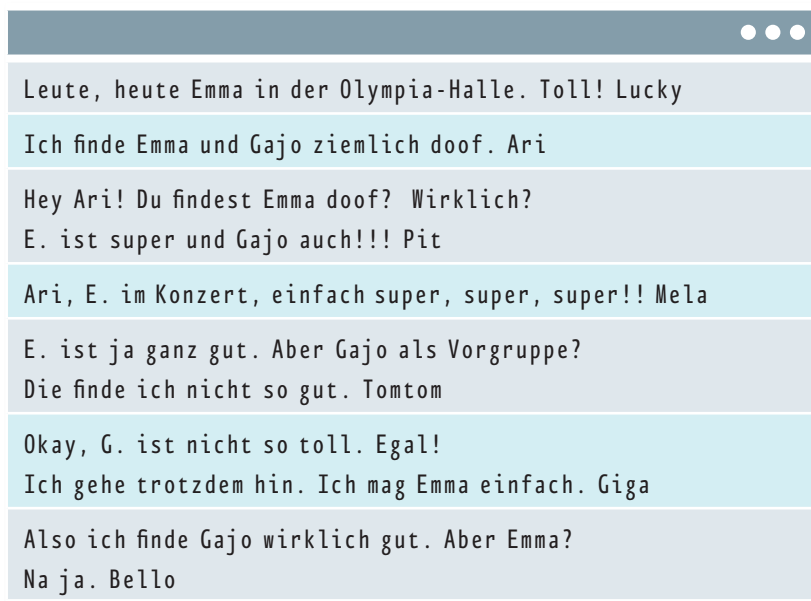 Leute, heute Emma in der Olympia-Halle. Toll! Lucky
Ich finde Emma und Gajo ziemlich doof. Ari
Hey Ari! Du findest Emma doof? Wirklich?
E. ist super und Gajo auch!!! Pit
Ari, E. im Konzert, einfach super, super, super!! Mela
E. ist ja ganz gut. Aber Gajo als Vorgruppe?
Die finde ich nicht so gut. Tomtom
Okay, G. ist nicht so toll. Egal!
Ich gehe trotzdem hin. Ich mag Emma einfach. Giga
Also ich finde Gajo wirklich gut. Aber Emma?
Na ja. Bello